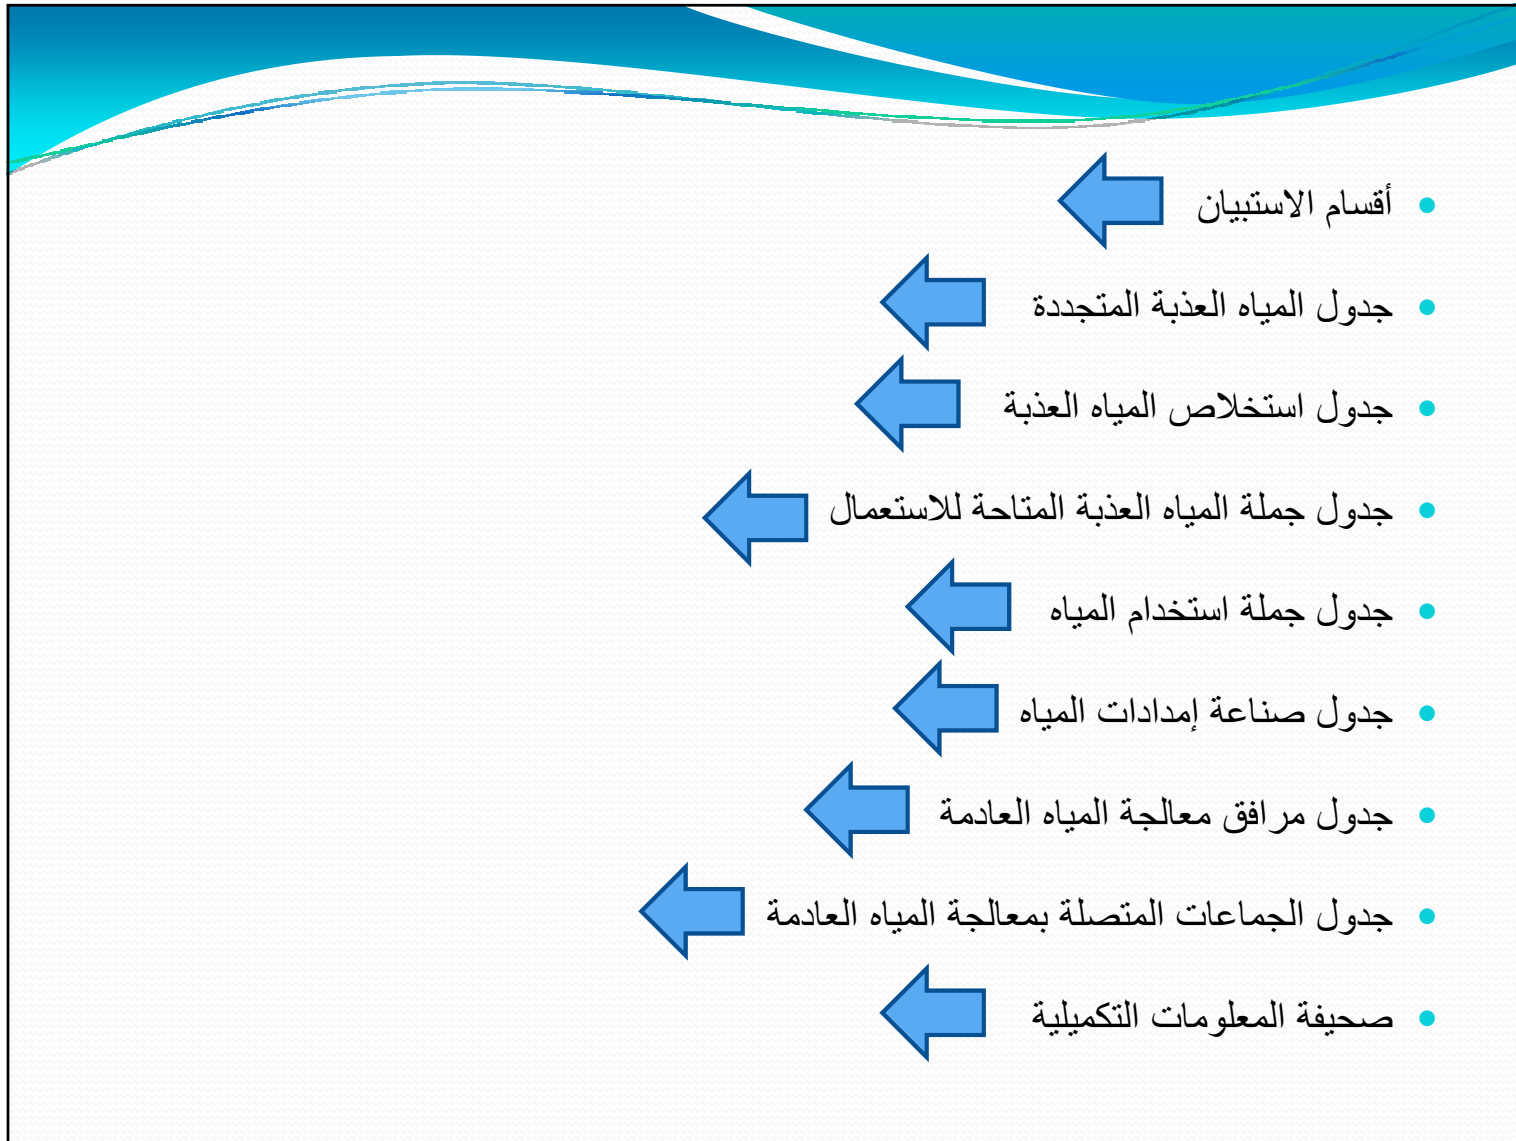 أقسام الاستبيان
جدول المياه العذبة المتجددة
جدول استخلاص المياه العذبة
جدول جملة المياه العذبة المتاحة للاستعمال
جدول جملة استخدام المياه
جدول صناعة إمدادات المياه
جدول مرافق معالجة المياه العادمة
جدول الجماعات المتصلة بمعالجة المياه العادمة
صحيفة المعلومات التكميلية